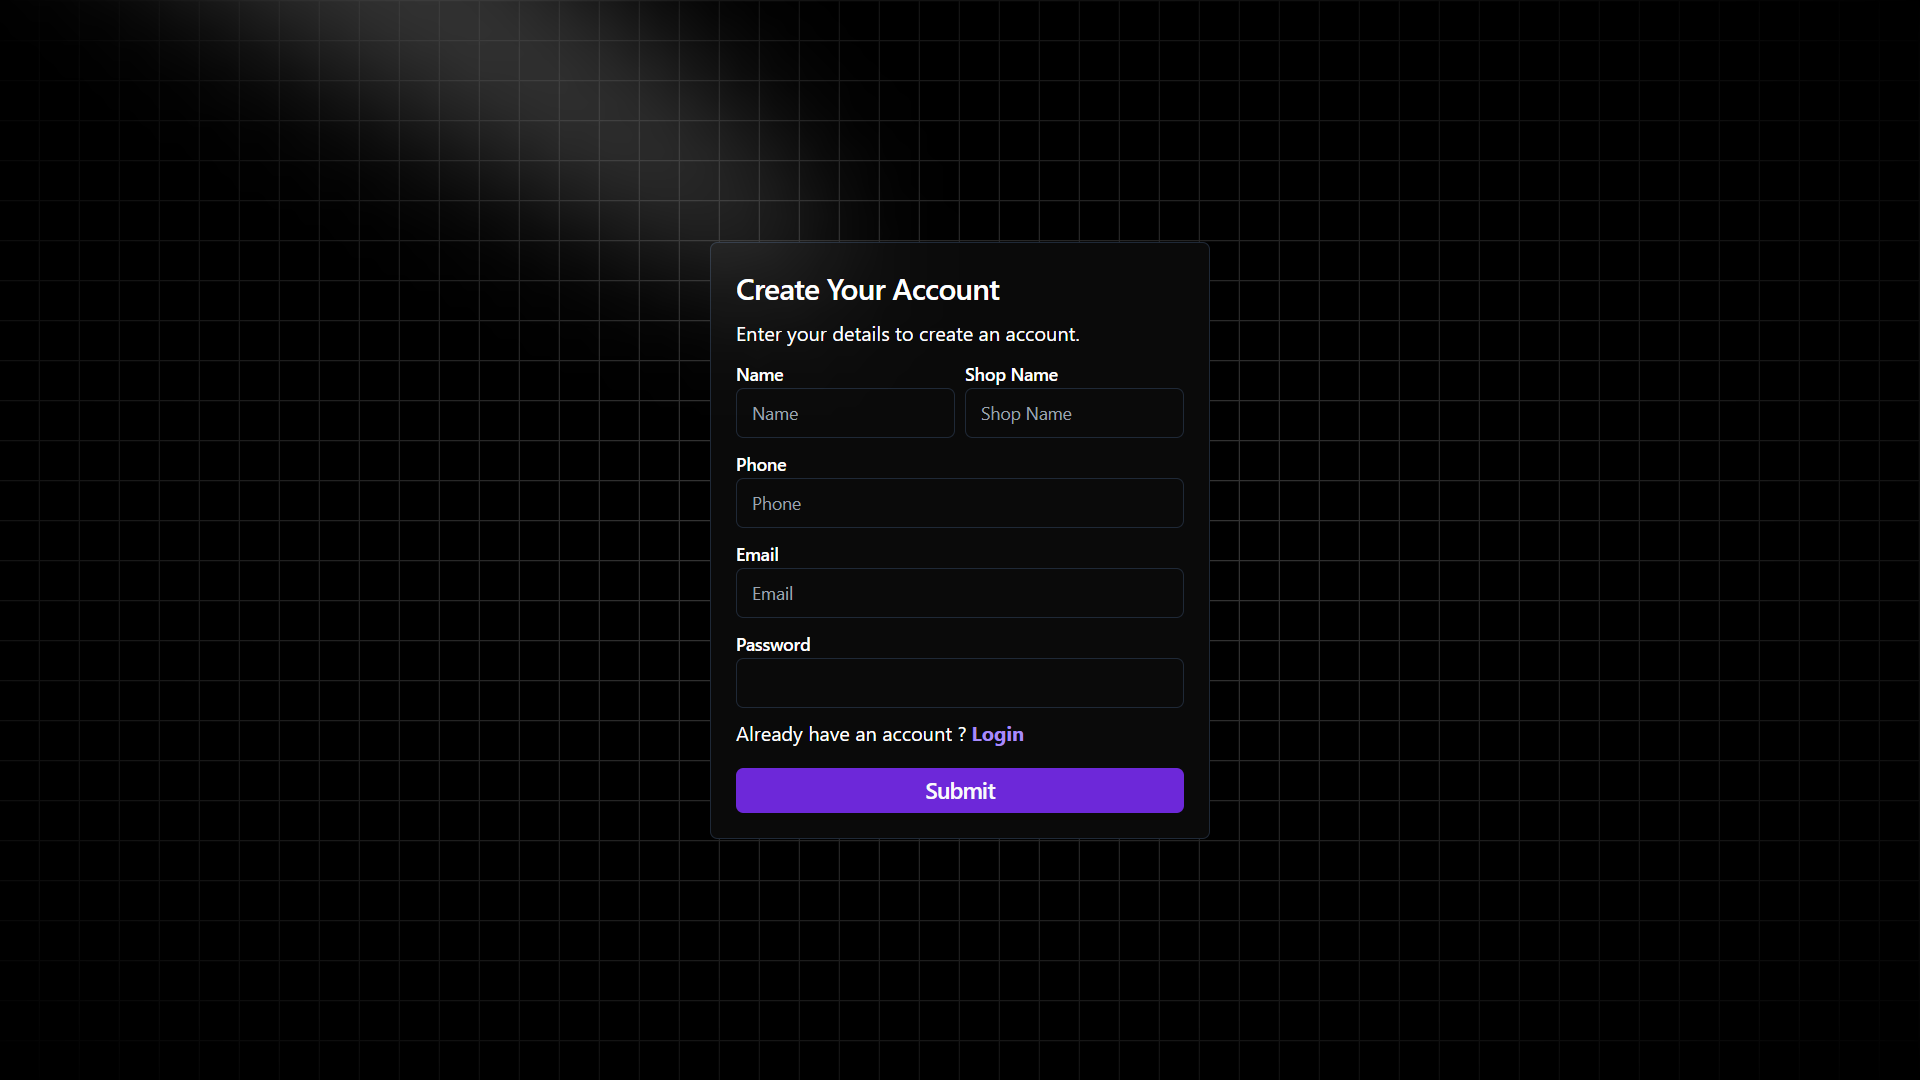 Create Your Account
Enter your details to create an account.
Name Shop Name
Name Shop Name
Phone
Phone
Email
Email
Password
Already have an account ? Login
Submit